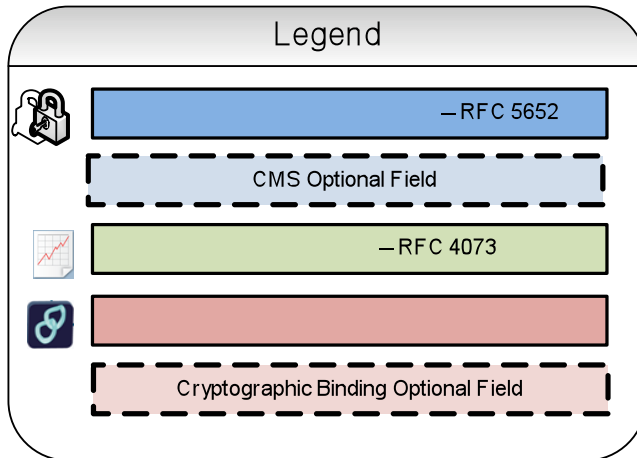 Legend
– RFC 5652
CMS Optional Field
– RFC 4073
Cryptographic Binding Optional Field